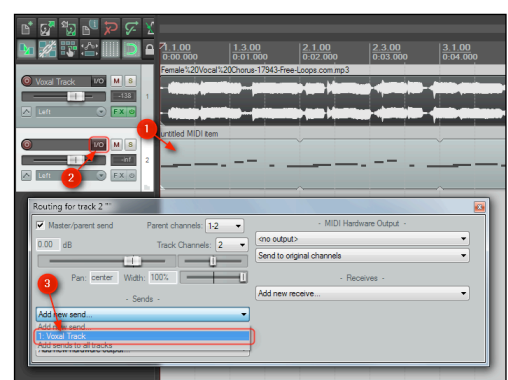 1.1.00 1.3.00 2.1.00 2.3.00 3.1.00
0:00.000 0:01.000 0:02.000 0:03.000 0:04.000
Female%20Vocal%20Chorus-17943-Free-Loops.com.mp3
Voxal Track I/O M S
1
Left FX
1
untitled MIDI item
I/O M S
-inf 2
Left FX
2
Routing for track 2 ""
Master/parent send Parent channels: 1-2 - MIDI Hardware Output -
0.00 dB Track Channels: 2 <no output>
Send to original channels
Pan: center Width: 100% - Receives -
3
- Sends - Add new receive...
Add new send...
Add new send...
1: Voxal Track
Add sends to all tracks
Add new hardware output...